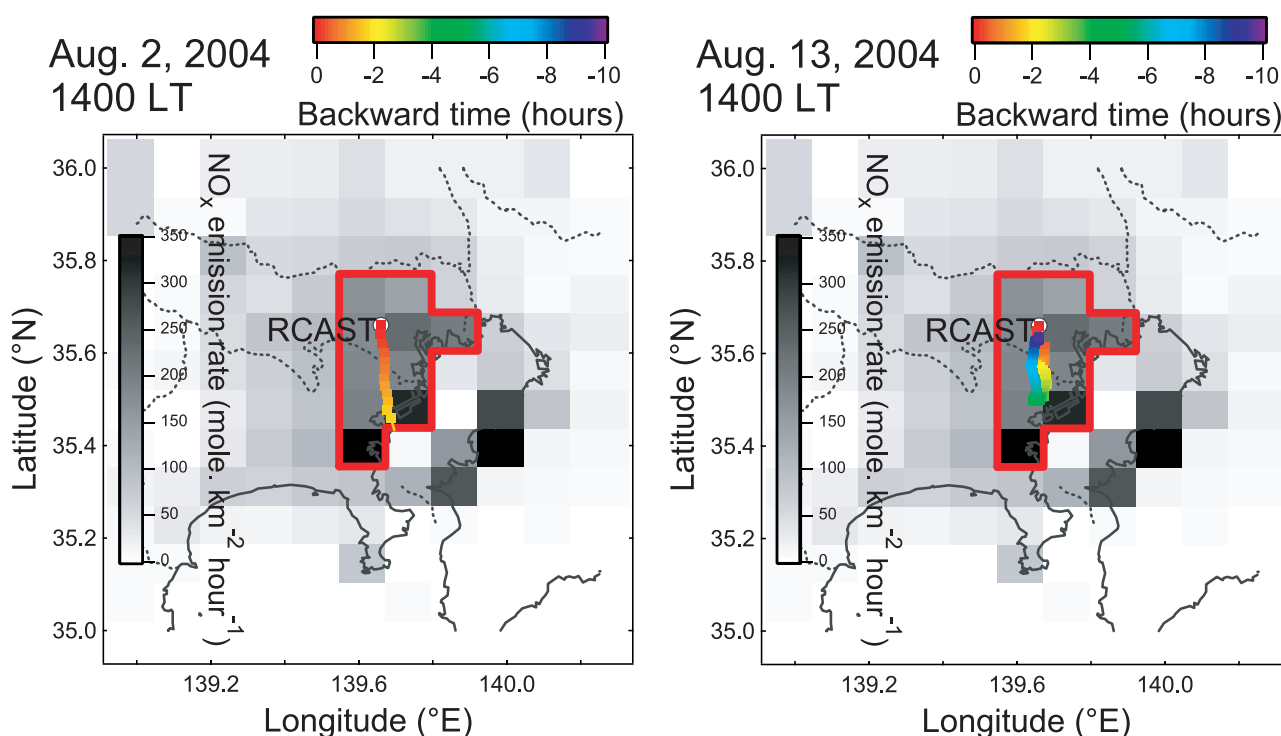 Aug. 2, 2004
1400 LT
0 -2 -4 -6 -8 -10
Backward time (hours)
36.0
35.8
35.6
35.4
35.2
35.0
Latitude (°N)
350
300
250
200
150
100
50
0
NOx emission rate (mole. km-2 hour-1)
RCAST
139.2 139.6 140.0
Longitude (°E)
Aug. 13, 2004
1400 LT
0 -2 -4 -6 -8 -10
Backward time (hours)
36.0
35.8
35.6
35.4
35.2
35.0
Latitude (°N)
350
300
250
200
150
100
50
0
NOx emission rate (mole. km-2 hour-1)
RCAST
139.2 139.6 140.0
Longitude (°E)